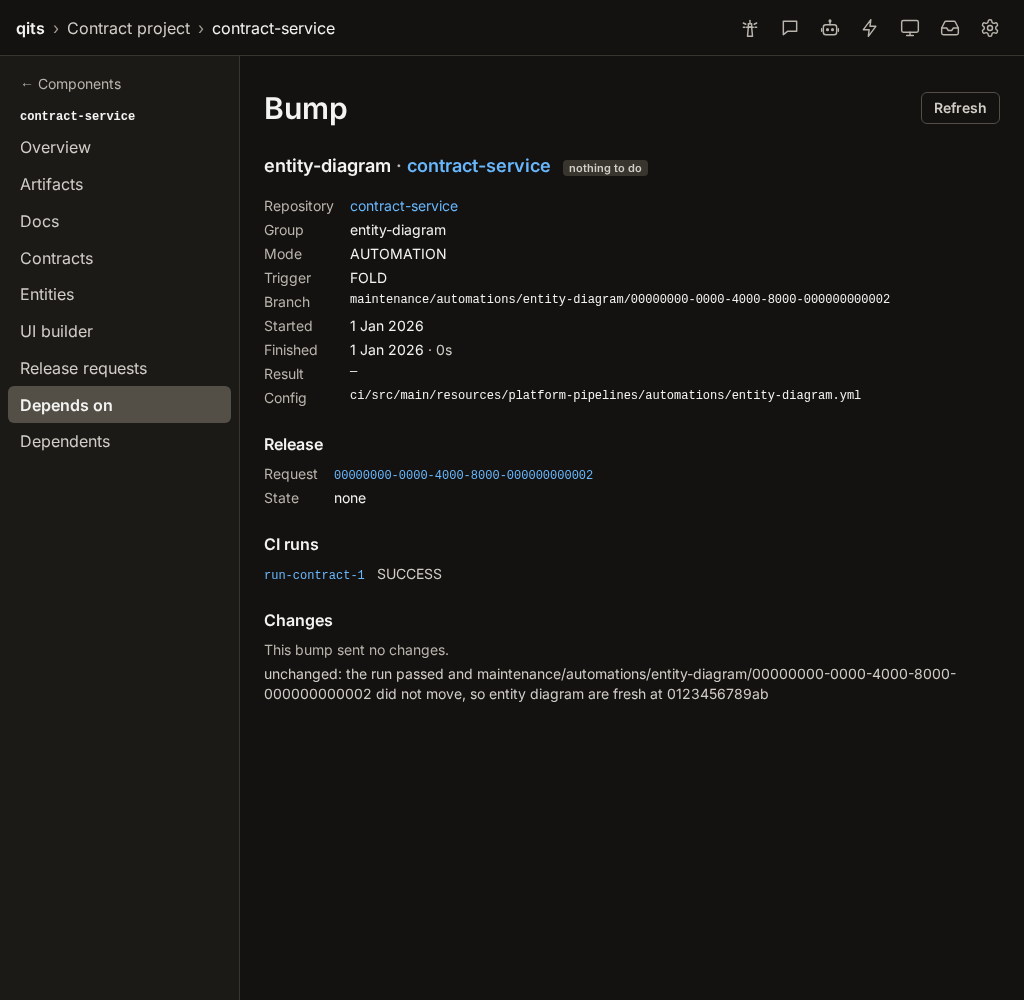 qits › Contract project › contract-service
← Components
contract-service
Overview
Artifacts
Docs
Contracts
Entities
UI builder
Release requests
Depends on
Dependents
Bump
Refresh
entity-diagram · contract-service nothing to do
Repository contract-service
Group entity-diagram
Mode AUTOMATION
Trigger FOLD
Branch maintenance/automations/entity-diagram/00000000-0000-4000-8000-000000000002
Started 1 Jan 2026
Finished 1 Jan 2026 · 0s
Result –
Config ci/src/main/resources/platform-pipelines/automations/entity-diagram.yml
Release
Request 00000000-0000-4000-8000-000000000002
State none
CI runs
run-contract-1 SUCCESS
Changes
This bump sent no changes.
unchanged: the run passed and maintenance/automations/entity-diagram/00000000-0000-4000-8000-
000000000002 did not move, so entity diagram are fresh at 0123456789ab